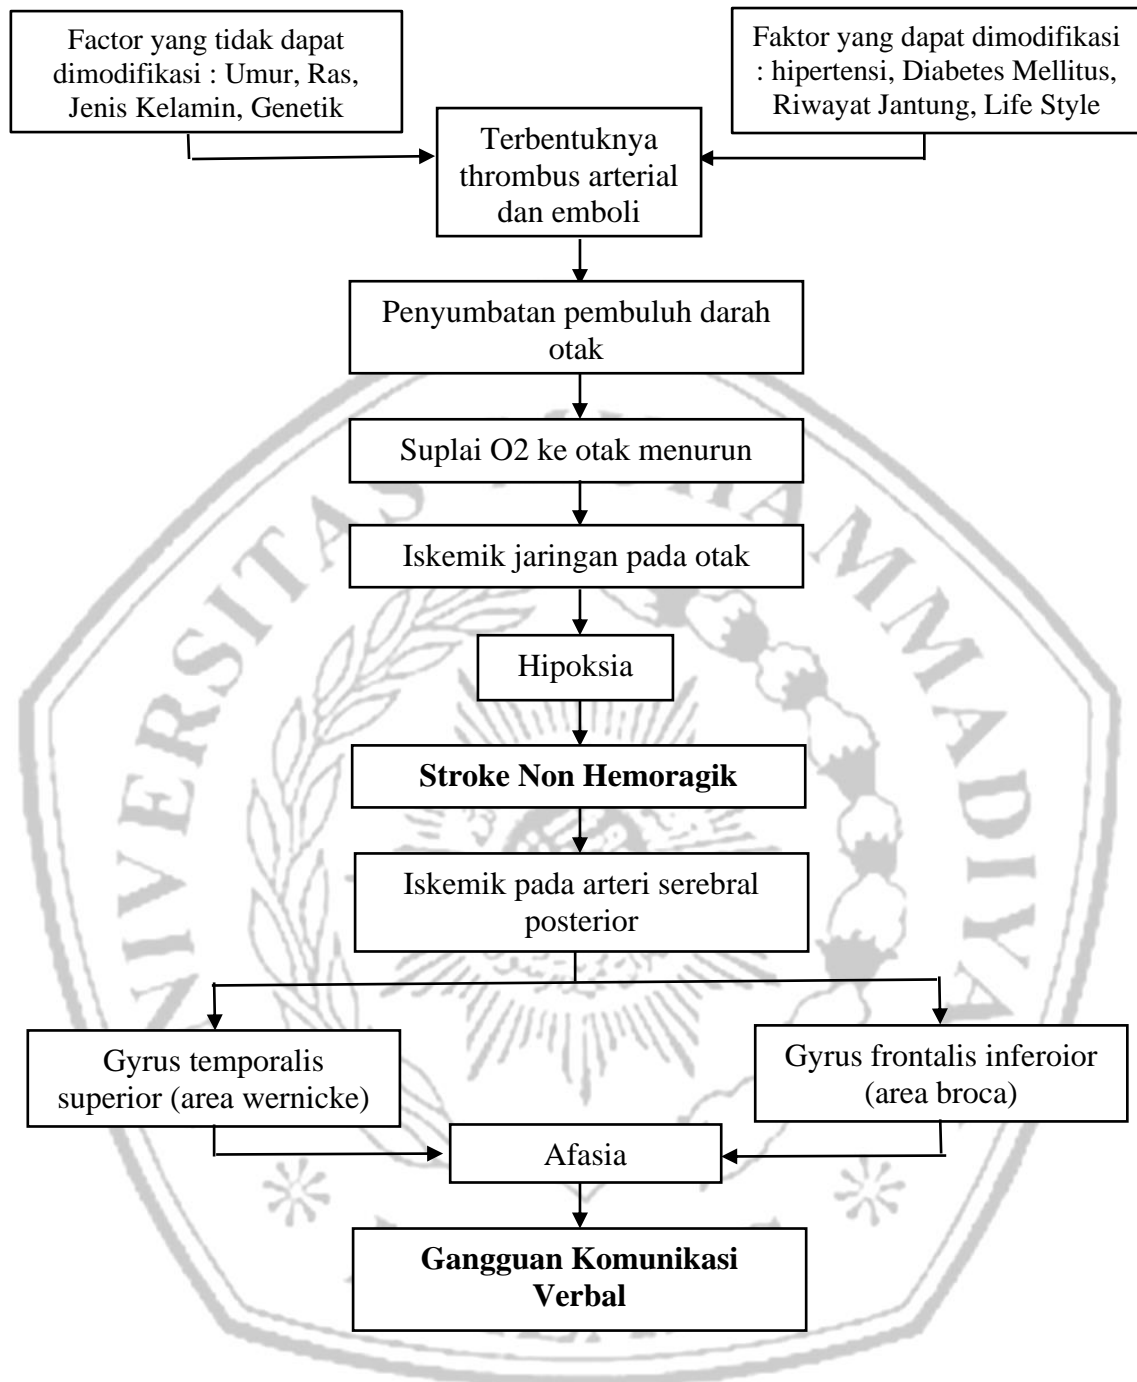 Factor yang tidak dapat
dimodifikasi : Umur, Ras,
Jenis Kelamin, Genetik
Faktor yang dapat dimodifikasi
: hipertensi, Diabetes Mellitus,
Riwayat Jantung, Life Style
Terbentuknya
thrombus arterial
dan emboli
Penyumbatan pembuluh darah
otak
Suplai O2 ke otak menurun
Iskemik jaringan pada otak
Hipoksia
Stroke Non Hemoragik
Iskemik pada arteri serebral
posterior
Gyrus temporalis
superior (area wernicke)
Gyrus frontalis inferoior
(area broca)
Afasia
Gangguan Komunikasi
Verbal